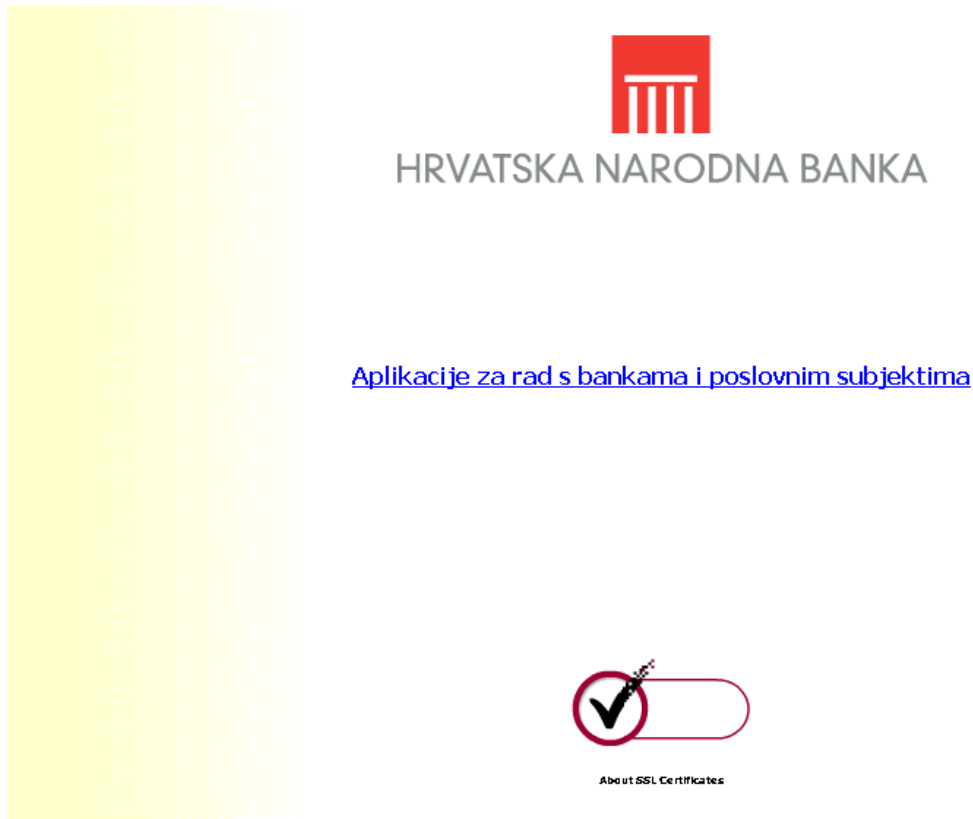 HRVATSKA NARODNA BANKA
Aplikacije za rad s bankama i poslovnim subjektima
About SSL Certificates